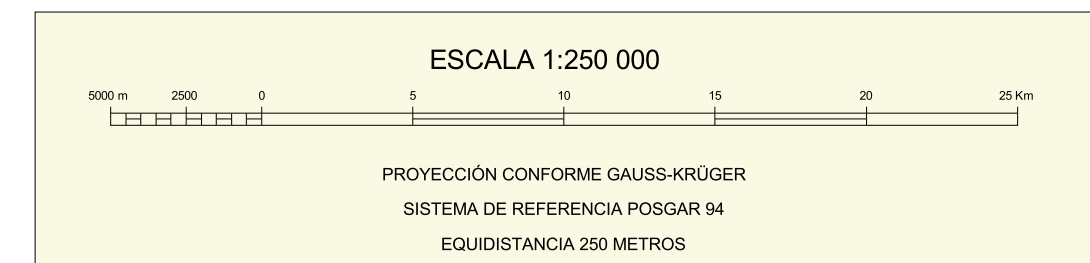 ESCALA 1:250 000
5000 m 2500 0 5 10 15 20 25 Km
PROYECCIÓN CONFORME GAUSS-KRÜGER
SISTEMA DE REFERENCIA POSGAR 94
EQUIDISTANCIA 250 METROS